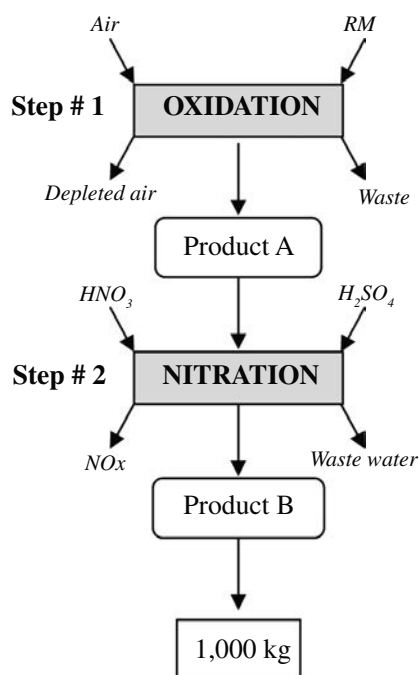 Air
RM
Step # 1
OXIDATION
Depleted air
Waste
Product A
HNO₃
H₂SO₄
Step # 2
NITRATION
NOx
Waste water
Product B
1,000 kg